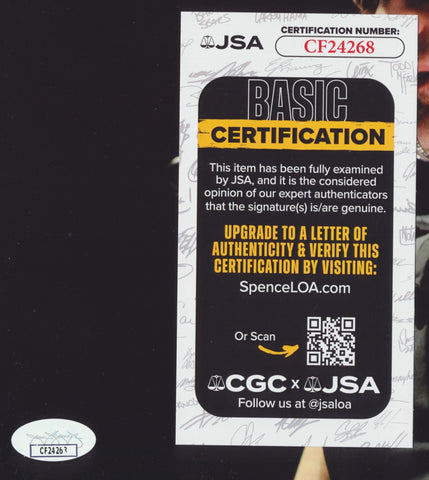 JSA
CERTIFICATION NUMBER:
CF24268
BASIC
CERTIFICATION
This item has been fully examined
by JSA, and it is the considered
opinion of our expert authenticators
that the signature(s) is/are genuine.
UPGRADE TO A LETTER OF
AUTHENTICITY & VERIFY THIS
CERTIFICATION BY VISITING:
SpenceLOA.com
Or Scan
CGC x JSA
Follow us at @jsaloa
CF24268